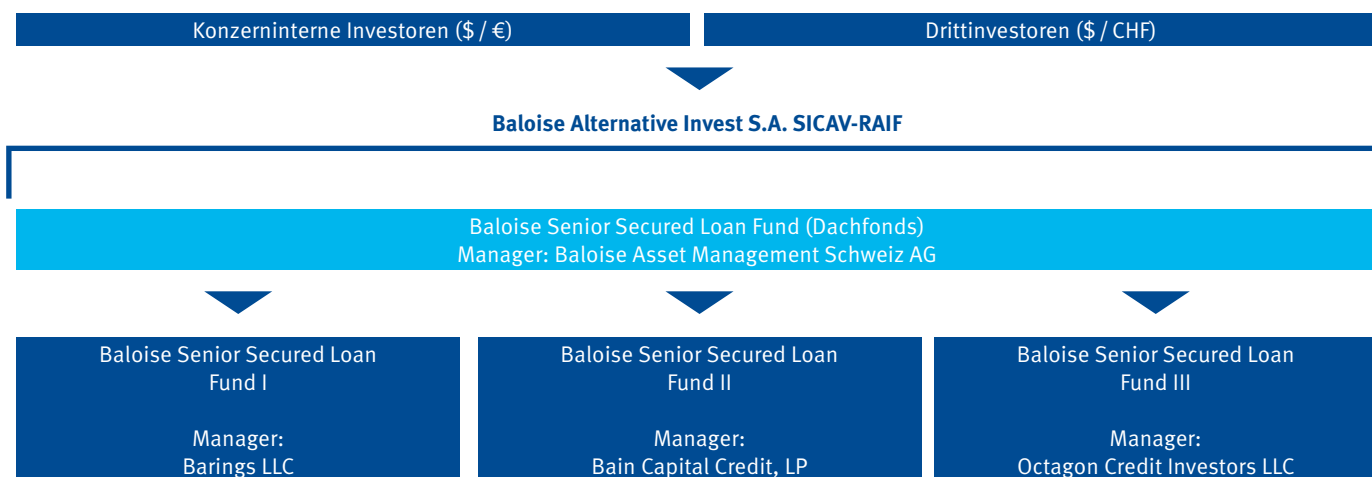 Konzerninterne Investoren ($ / €)
Drittinvestoren ($ / CHF)
Baloise Alternative Invest S.A. SICAV-RAIF
Baloise Senior Secured Loan Fund (Dachfonds)
Manager: Baloise Asset Management Schweiz AG
Baloise Senior Secured Loan
Fund I
Manager:
Barings LLC
Baloise Senior Secured Loan
Fund II
Manager:
Bain Capital Credit, LP
Baloise Senior Secured Loan
Fund III
Manager:
Octagon Credit Investors LLC